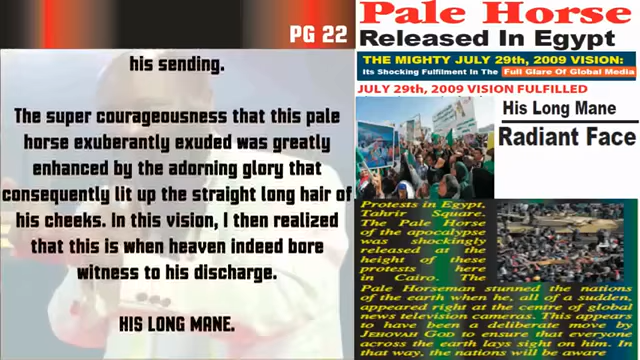 PG 22
his sending.
The super courageousness that this pale
horse exuberantly exuded was greatly
enhanced by the adorning glory that
consequently lit up the straight long hair of
his cheeks. In this vision, I then realized
that this is when heaven indeed bore
witness to his discharge.
HIS LONG MANE.
Pale Horse
Released In Egypt
THE MIGHTY JULY 29th, 2009 VISION:
Its Shocking Fulfilment In The Full Glare Of Global Media
JULY 29th, 2009 VISION FULFILLED
His Long Mane
Radiant Face
Protests in Egypt,
Tahrir Square.
The Pale Horse
of the apocalypse
was shockingly
released at the
height of these
protests here
in Cairo. The
Pale Horseman stunned the nations
of the earth when he, all of a sudden,
appeared right at the centre of global
news television cameras. This appears
to have been a deliberate move by
Jehovah God to ensure that everyone
across the earth lays sight on him. In
that way, the nations will be aware